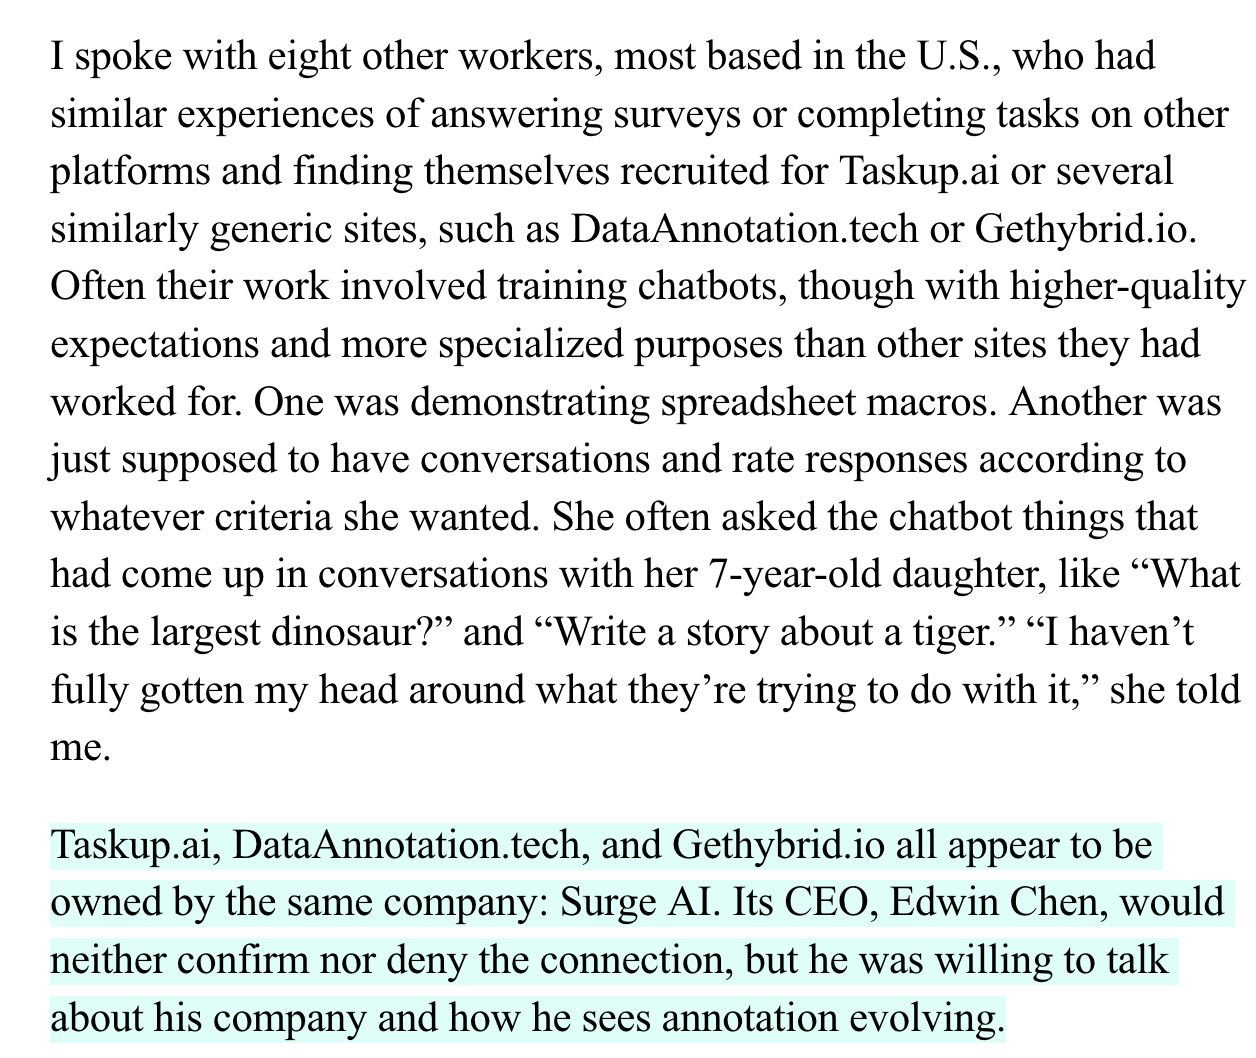 I spoke with eight other workers, most based in the U.S., who had
similar experiences of answering surveys or completing tasks on other
platforms and finding themselves recruited for Taskup.ai or several
similarly generic sites, such as DataAnnotation.tech or Gethybrid.io.
Often their work involved training chatbots, though with higher-quality
expectations and more specialized purposes than other sites they had
worked for. One was demonstrating spreadsheet macros. Another was
just supposed to have conversations and rate responses according to
whatever criteria she wanted. She often asked the chatbot things that
had come up in conversations with her 7-year-old daughter, like “What
is the largest dinosaur?” and “Write a story about a tiger.” “I haven’t
fully gotten my head around what they’re trying to do with it,” she told
me.
Taskup.ai, DataAnnotation.tech, and Gethybrid.io all appear to be
owned by the same company: Surge AI. Its CEO, Edwin Chen, would
neither confirm nor deny the connection, but he was willing to talk
about his company and how he sees annotation evolving.